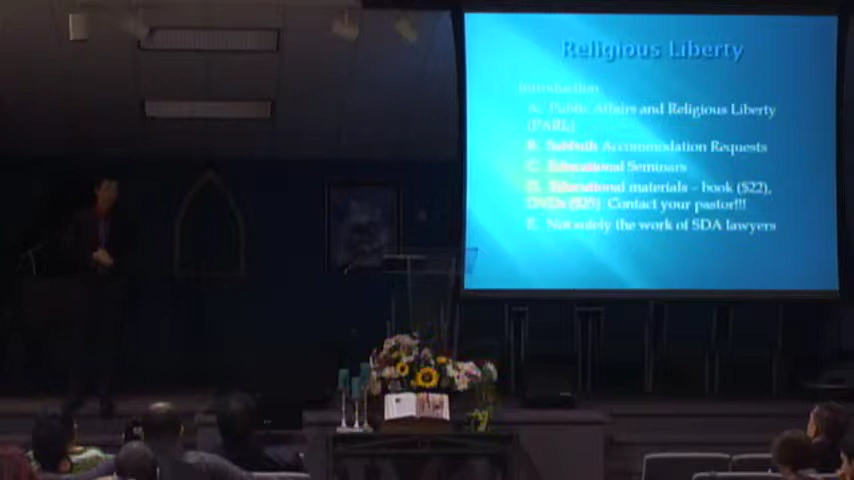 Religious Liberty
Introduction
A. Public Affairs and Religious Liberty
(PARL)
B. Sabbath Accommodation Requests
C. Educational Seminars
D. Educational materials – book ($22),
DVDs ($25) Contact your pastor!!!
E. Not solely the work of SDA lawyers